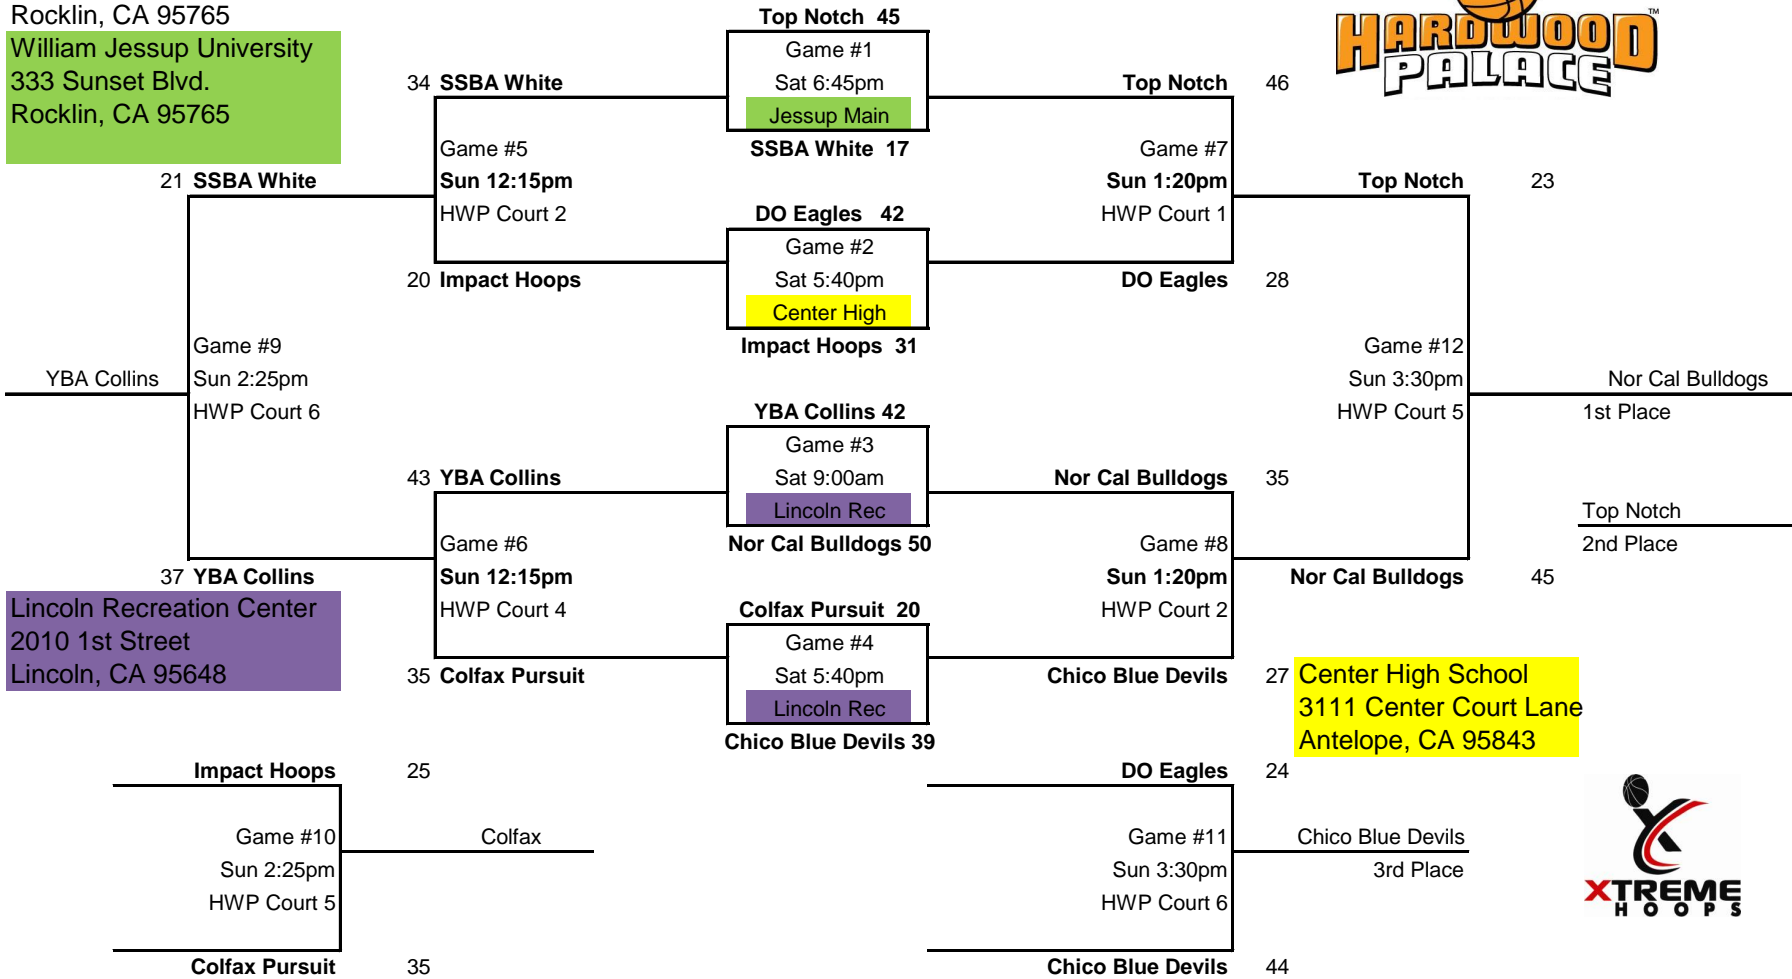 Rocklin, CA 95765
William Jessup University
333 Sunset Blvd.
Rocklin, CA 95765
HARDWOOD
PALACE
™
Top Notch 45
Game #1
Sat 6:45pm
Jessup Main
SSBA White 17
34 SSBA White
Game #5
Sun 12:15pm
HWP Court 2
20 Impact Hoops
Top Notch 46
Game #7
Sun 1:20pm
HWP Court 1
DO Eagles 28
21 SSBA White
DO Eagles 42
Game #2
Sat 5:40pm
Center High
Impact Hoops 31
Top Notch 23
Game #9
Sun 2:25pm
HWP Court 6
YBA Collins
Game #12
Sun 3:30pm
HWP Court 5
Nor Cal Bulldogs
1st Place
YBA Collins 42
Game #3
Sat 9:00am
Lincoln Rec
Nor Cal Bulldogs 50
43 YBA Collins
Game #6
Sun 12:15pm
HWP Court 4
35 Colfax Pursuit
Nor Cal Bulldogs 35
Game #8
Sun 1:20pm
HWP Court 2
Chico Blue Devils 27
Top Notch
2nd Place
37 YBA Collins
Nor Cal Bulldogs 45
Lincoln Recreation Center
2010 1st Street
Lincoln, CA 95648
Colfax Pursuit 20
Game #4
Sat 5:40pm
Lincoln Rec
Chico Blue Devils 39
Center High School
3111 Center Court Lane
Antelope, CA 95843
Impact Hoops 25
Game #10
Sun 2:25pm
HWP Court 5
Colfax
Colfax Pursuit 35
DO Eagles 24
Game #11
Sun 3:30pm
HWP Court 6
Chico Blue Devils
3rd Place
Chico Blue Devils 44
XTREME
HOOPS